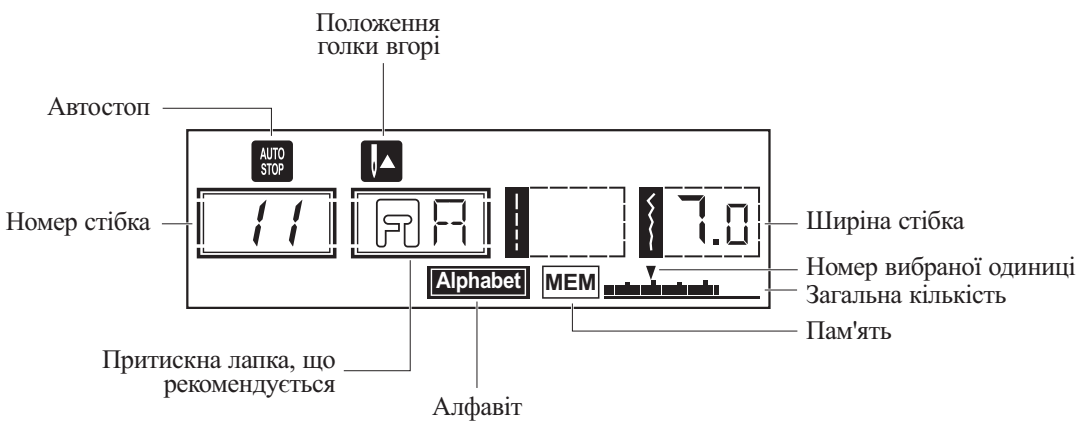 Положення
голки вгорі
Автостоп
AUTO
STOP
Номер стібка
11
A
7.0
Ширіна стібка
Номер вибраної одиниці
Alphabet
MEM
Загальна кількість
Пам'ять
Притискна лапка, що
рекомендується
Алфавіт